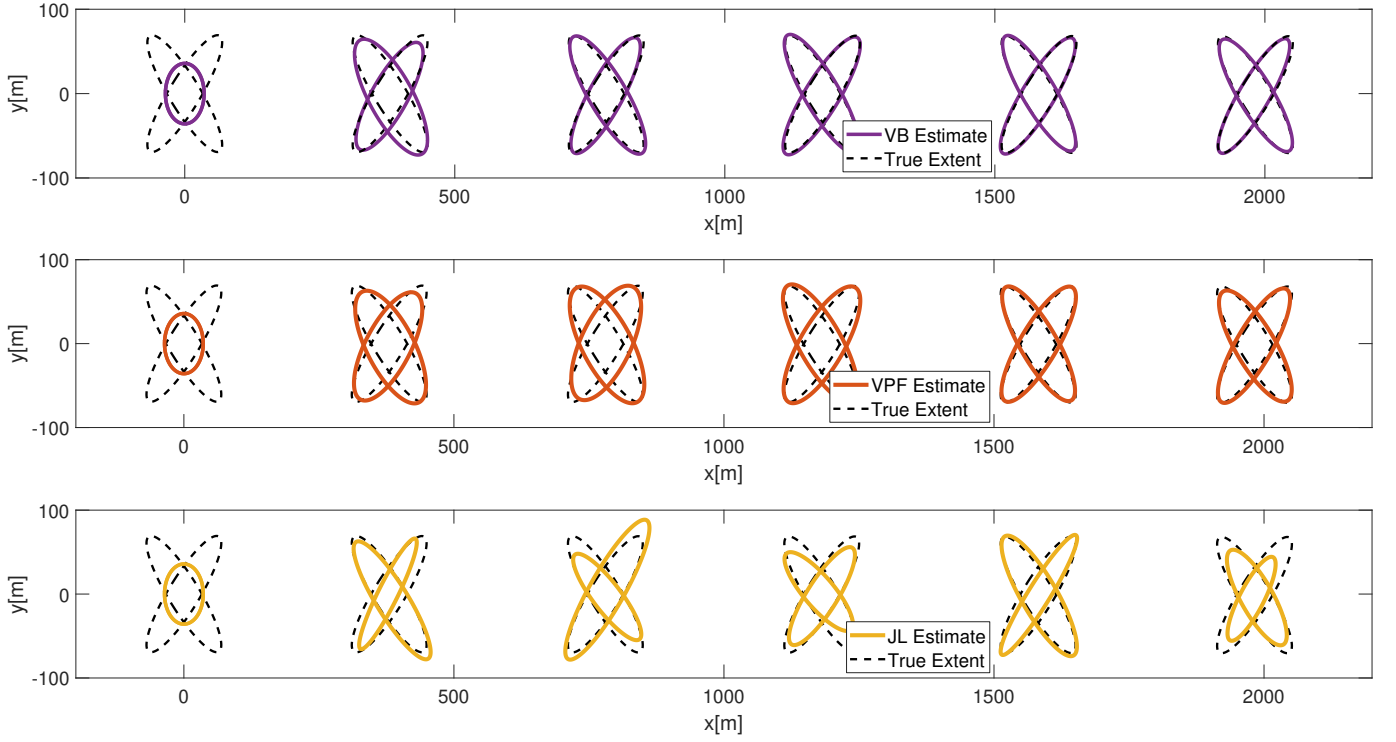 100
0
-100
y[m]
VB Estimate
True Extent
0 500 1000 1500 2000
x[m]
100
0
-100
y[m]
VPF Estimate
True Extent
0 500 1000 1500 2000
x[m]
100
0
-100
y[m]
JL Estimate
True Extent
0 500 1000 1500 2000
x[m]